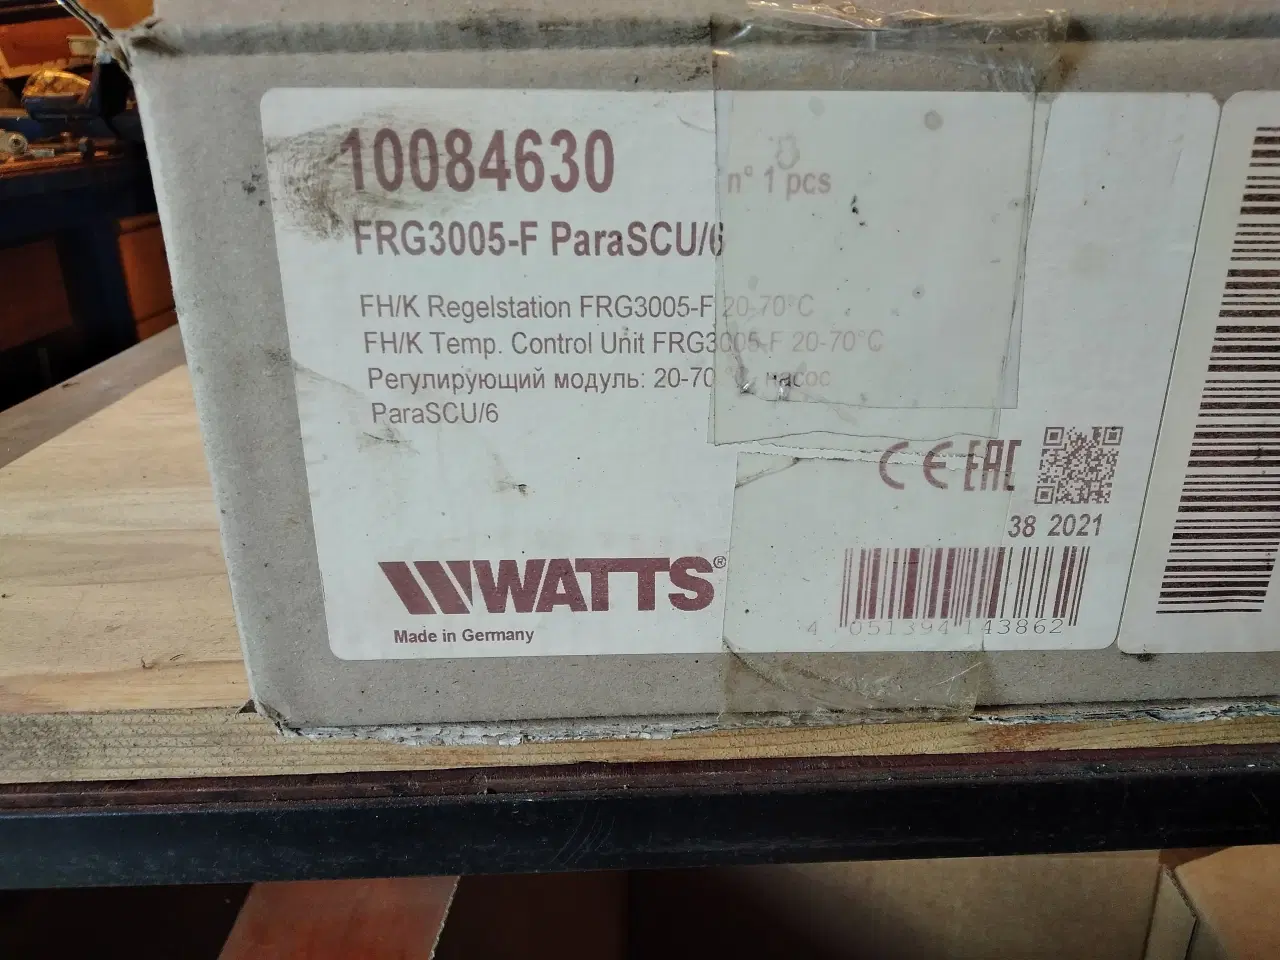 10084630
n° 1 pcs
FRG3005-F ParaSCU/6
FH/K Regelstation FRG3005-F 20-70°C
FH/K Temp. Control Unit FRG3005-F 20-70°C
Регулирующий модуль: 20-70°C, насос
ParaSCU/6
CE EAC
38 2021
WATTS®
Made in Germany
4 051394 143862